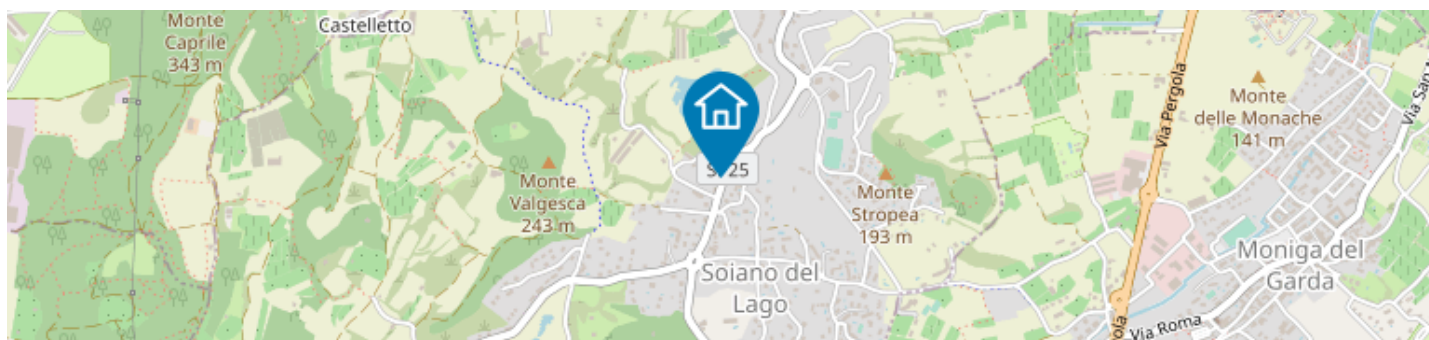 Monte
Caprile
343 m
Castelletto
Monte
Valgesca
243 m
Monte
Stropea
193 m
Soiano del
Lago
Via Pergola
Monte
delle Monache
141 m
Moniga del
Garda
Via Roma